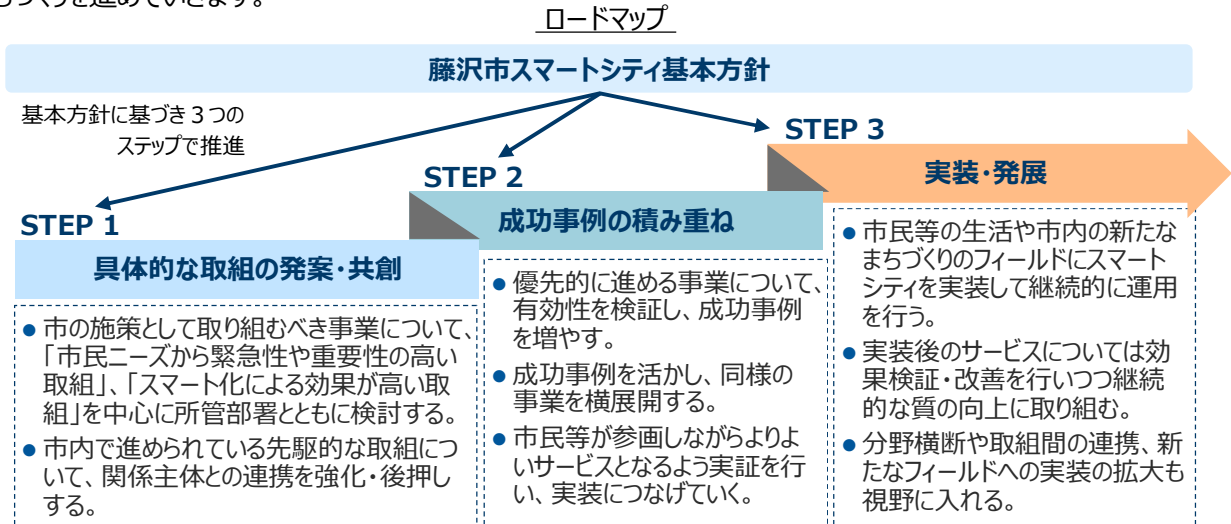 ちづくりを進めていきます。
ロードマップ
藤沢市スマートシティ基本方針
基本方針に基づき3つの
ステップで推進
STEP 1
具体的な取組の発案・共創
●市の施策として取り組むべき事業について、
「市民ニーズから緊急性や重要性の高い
取組」、「スマート化による効果が高い取
組」を中心に所管部署とともに検討する。
●市内で進められている先駆的な取組につ
いて、関係主体との連携を強化・後押し
する。
STEP 2
成功事例の積み重ね
●優先的に進める事業について、
有効性を検証し、成功事例
を増やす。
●成功事例を活かし、同様の
事業を横展開する。
●市民等が参画しながらよりよ
いサービスとなるよう実証を行
い、実装につなげていく。
STEP 3
実装・発展
●市民等の生活や市内の新たな
まちづくりのフィールドにスマート
シティを実装して継続的に運用
を行う。
●実装後のサービスについては効
果検証・改善を行いつつ継続
的な質の向上に取り組む。
●分野横断や取組間の連携、新
たなフィールドへの実装の拡大も
視野に入れる。